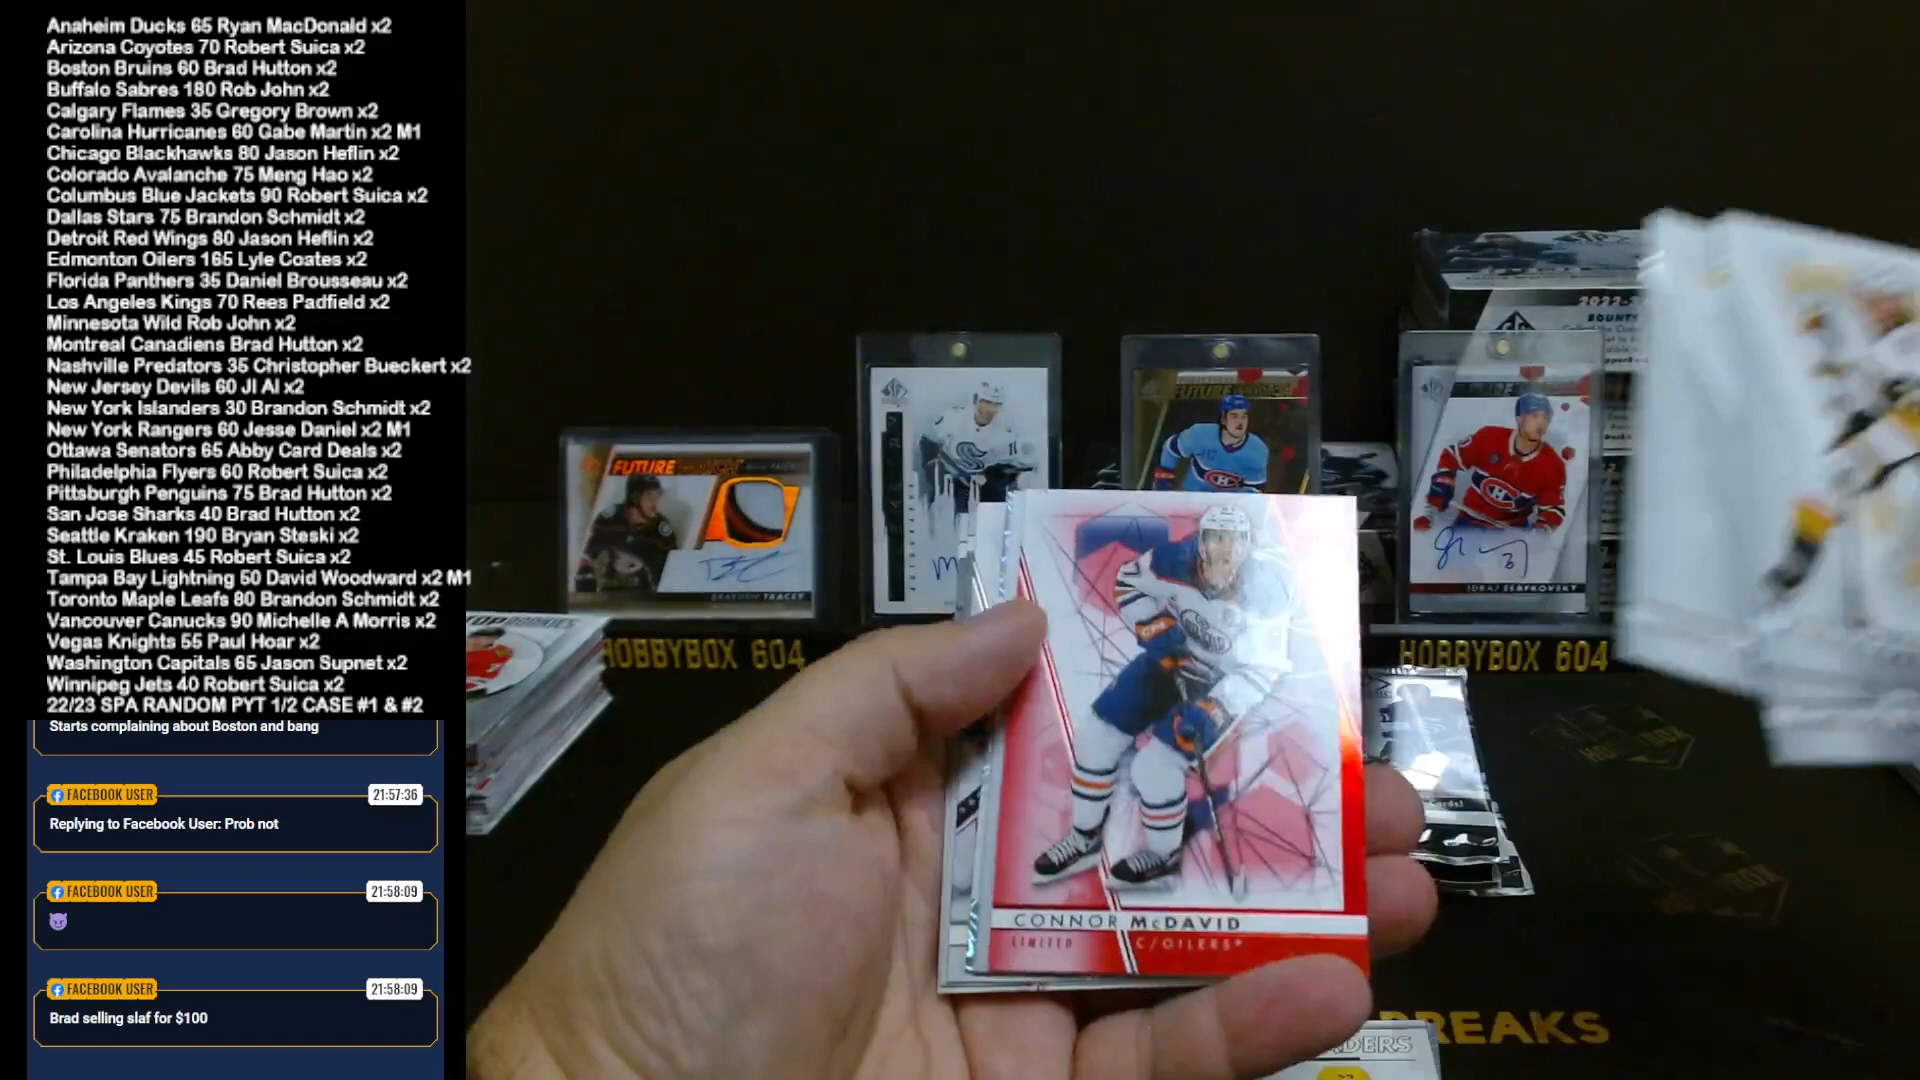 Anaheim Ducks 65 Ryan MacDonald x2
Arizona Coyotes 70 Robert Suica x2
Boston Bruins 60 Brad Hutton x2
Buffalo Sabres 180 Rob John x2
Calgary Flames 35 Gregory Brown x2
Carolina Hurricanes 60 Gabe Martin x2 M1
Chicago Blackhawks 80 Jason Heflin x2
Colorado Avalanche 75 Meng Hao x2
Columbus Blue Jackets 90 Robert Suica x2
Dallas Stars 75 Brandon Schmidt x2
Detroit Red Wings 80 Jason Heflin x2
Edmonton Oilers 165 Lyle Coates x2
Florida Panthers 35 Daniel Brousseau x2
Los Angeles Kings 70 Rees Padfield x2
Minnesota Wild Rob John x2
Montreal Canadiens Brad Hutton x2
Nashville Predators 35 Christopher Bueckert x2
New Jersey Devils 60 JI AI x2
New York Islanders 30 Brandon Schmidt x2
New York Rangers 60 Jesse Daniel x2 M1
Ottawa Senators 65 Abby Card Deals x2
Philadelphia Flyers 60 Robert Suica x2
Pittsburgh Penguins 75 Brad Hutton x2
San Jose Sharks 40 Brad Hutton x2
Seattle Kraken 190 Bryan Steski x2
St. Louis Blues 45 Robert Suica x2
Tampa Bay Lightning 50 David Woodward x2 M1
Toronto Maple Leafs 80 Brandon Schmidt x2
Vancouver Canucks 90 Michelle A Morris x2
Vegas Knights 55 Paul Hoar x2
Washington Capitals 65 Jason Supnet x2
Winnipeg Jets 40 Robert Suica x2
22/23 SPA RANDOM PYT 1/2 CASE #1 & #2
Starts complaining about Boston and bang
FACEBOOK USER 21:57:36
Replying to Facebook User: Prob not
FACEBOOK USER 21:58:09
FACEBOOK USER 21:58:09
Brad selling slaf for $100
FUTURE
BRAYDEN TRACEY
FUTURE
JURAJ SLAFKOVSKY
BOUNTY
HOBBYBOX 604
HOBBYBOX 604
TOP ROOKIES
CONNOR McDAVID
LIMITED C/OILERS
BREAKS